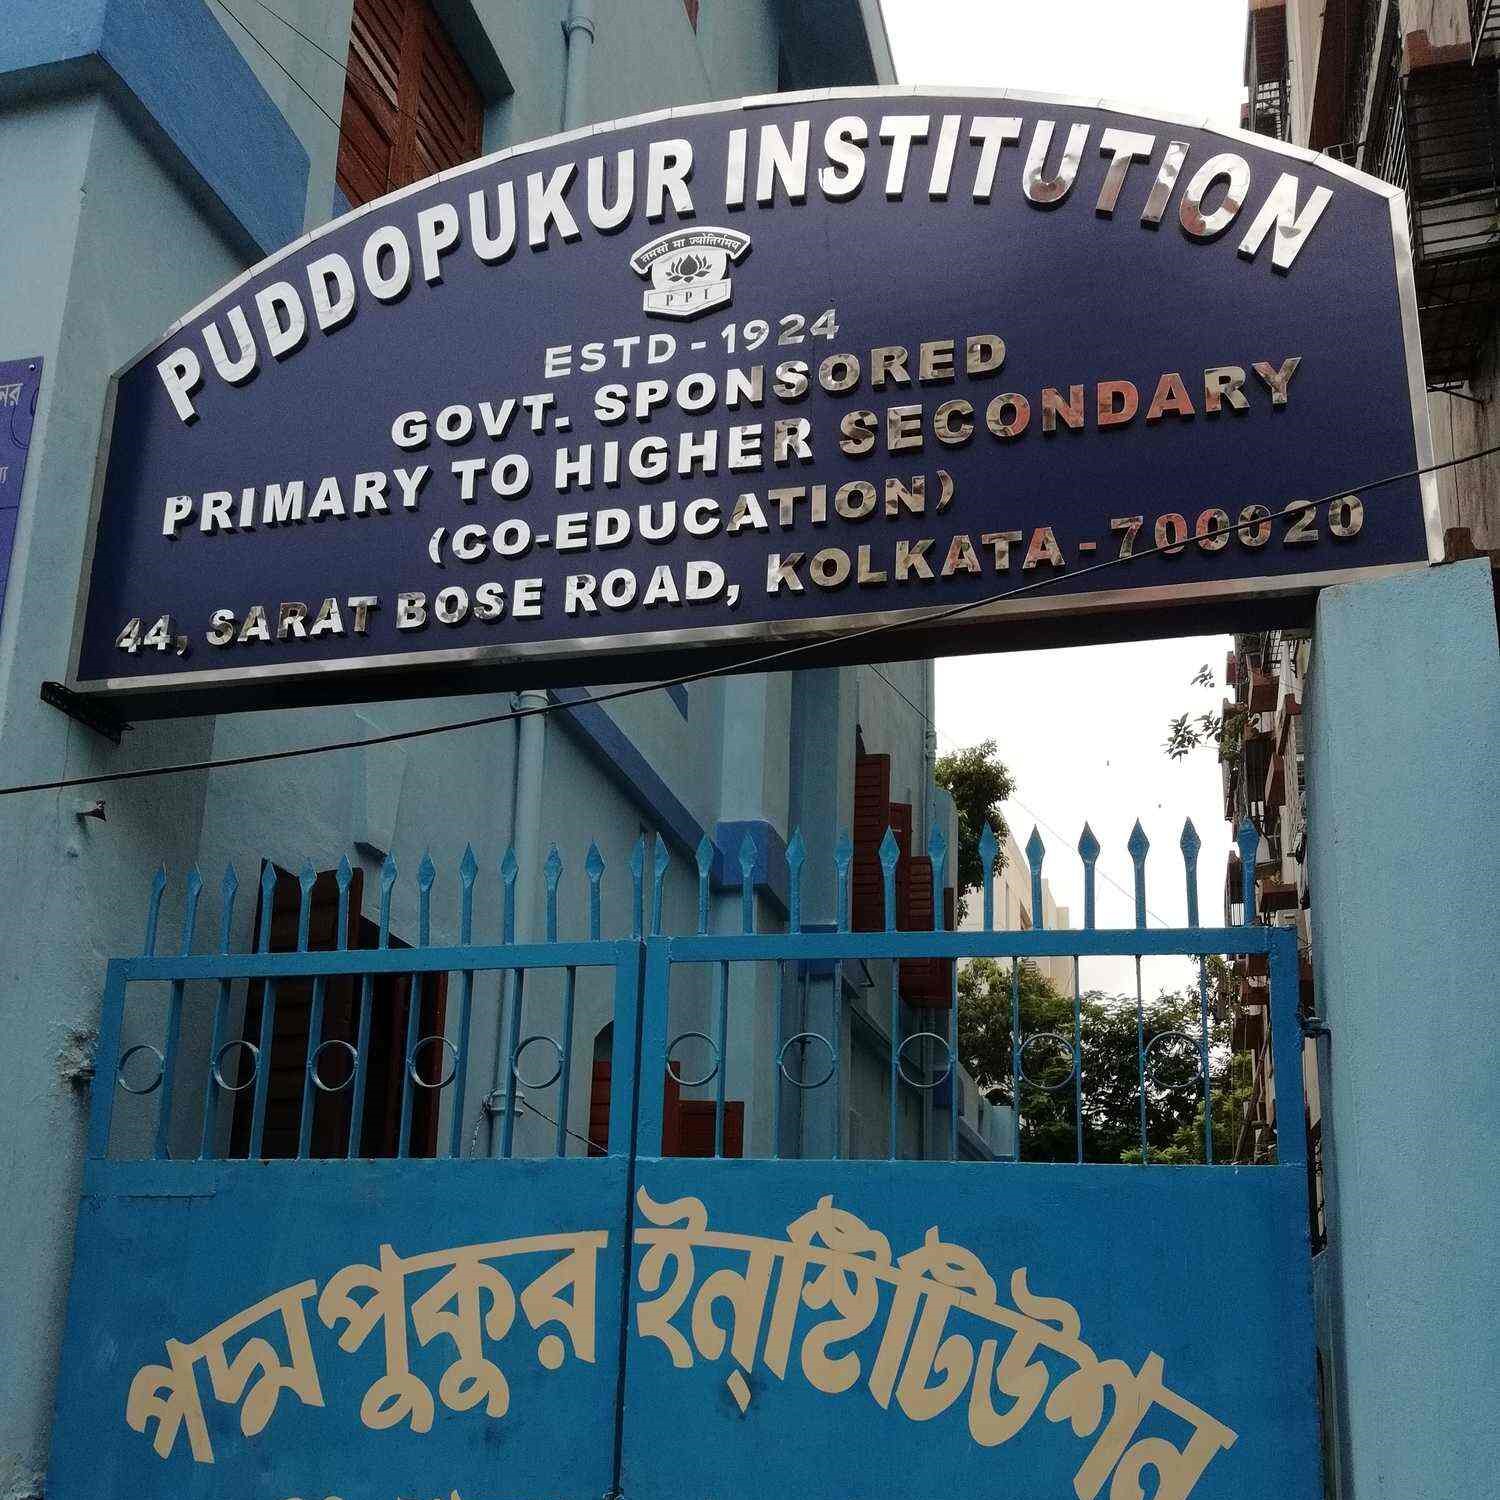 PUDDOPUKUR INSTITUTION
तमसो मा ज्योतिर्गमय
PPI
ESTD - 1924
GOVT. SPONSORED
PRIMARY TO HIGHER SECONDARY
(CO-EDUCATION)
44, SARAT BOSE ROAD, KOLKATA - 700020
পদ্মপুকুর ইন্‌স্টিটিউশন